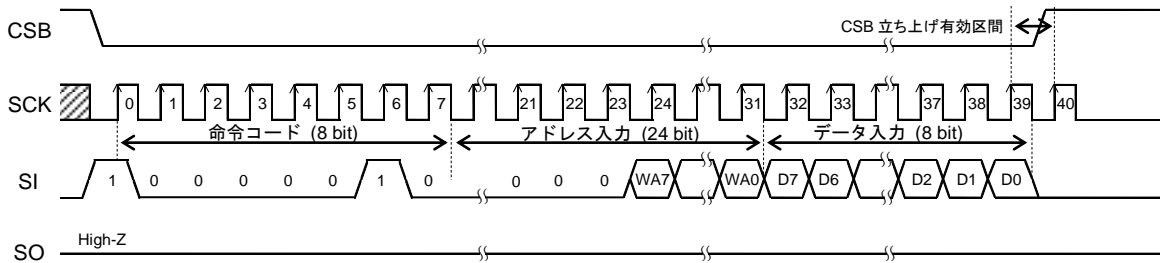 CSB
CSB 立ち上げ有効区間
SCK
0 1 2 3 4 5 6 7 21 22 23 24 31 32 33 37 38 39 40
命令コード (8 bit) アドレス入力 (24 bit) データ入力 (8 bit)
SI
1 0 0 0 0 0 1 0 0 0 0 WA7 WA0 D7 D6 D2 D1 D0
High-Z
SO